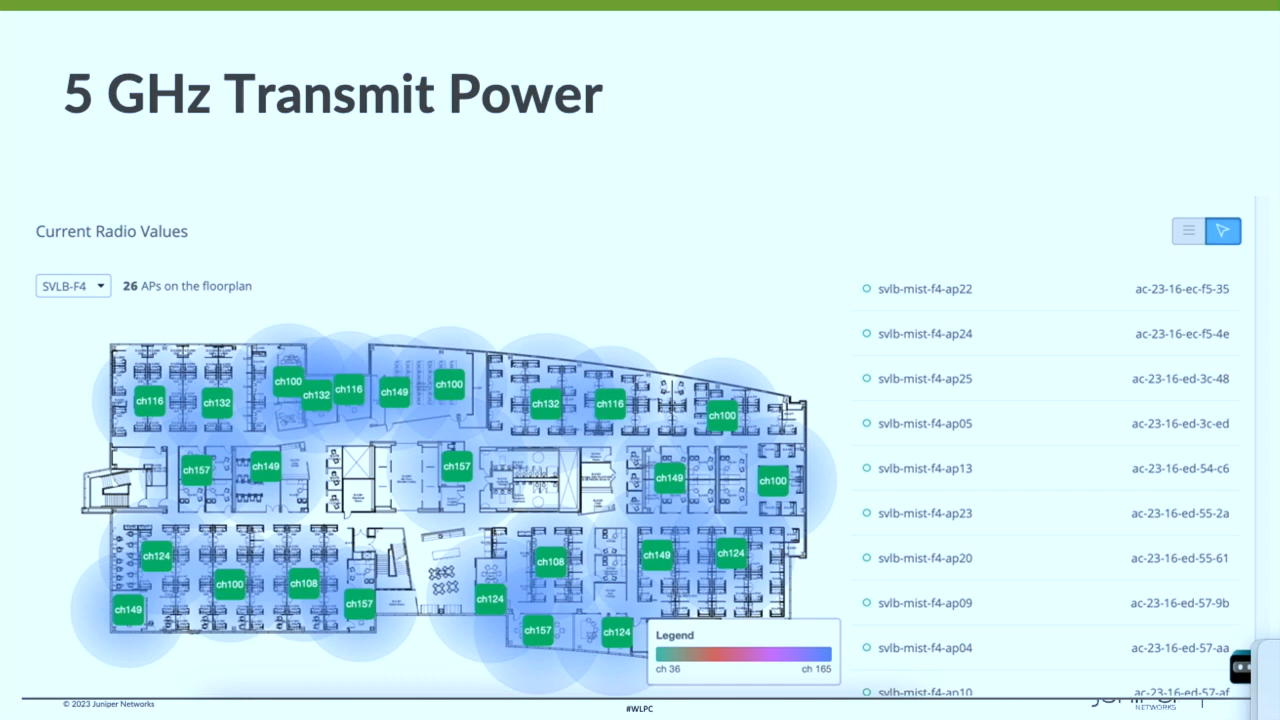 5 GHz Transmit Power
Current Radio Values
SVLB-F4
26 APs on the floorplan
svlb-mist-f4-ap22 ac-23-16-ec-f5-35
svlb-mist-f4-ap24 ac-23-16-ec-f5-4e
svlb-mist-f4-ap25 ac-23-16-ed-3c-48
svlb-mist-f4-ap05 ac-23-16-ed-3c-ed
svlb-mist-f4-ap13 ac-23-16-ed-54-c6
svlb-mist-f4-ap23 ac-23-16-ed-55-2a
svlb-mist-f4-ap20 ac-23-16-ed-55-61
svlb-mist-f4-ap09 ac-23-16-ed-57-9b
svlb-mist-f4-ap04 ac-23-16-ed-57-aa
svlb-mist-f4-ap10 ac-23-16-ed-57-af
ch100
ch132
ch116
ch149
ch100
ch116
ch132
ch132
ch116
ch100
ch157
ch149
ch157
ch149
ch100
ch124
ch100
ch108
ch157
ch149
ch124
ch108
ch149
ch124
ch157
ch124
Legend
ch 36 ch 165
© 2023 Juniper Networks
#WLPC
JUNIPER
NETWORKS